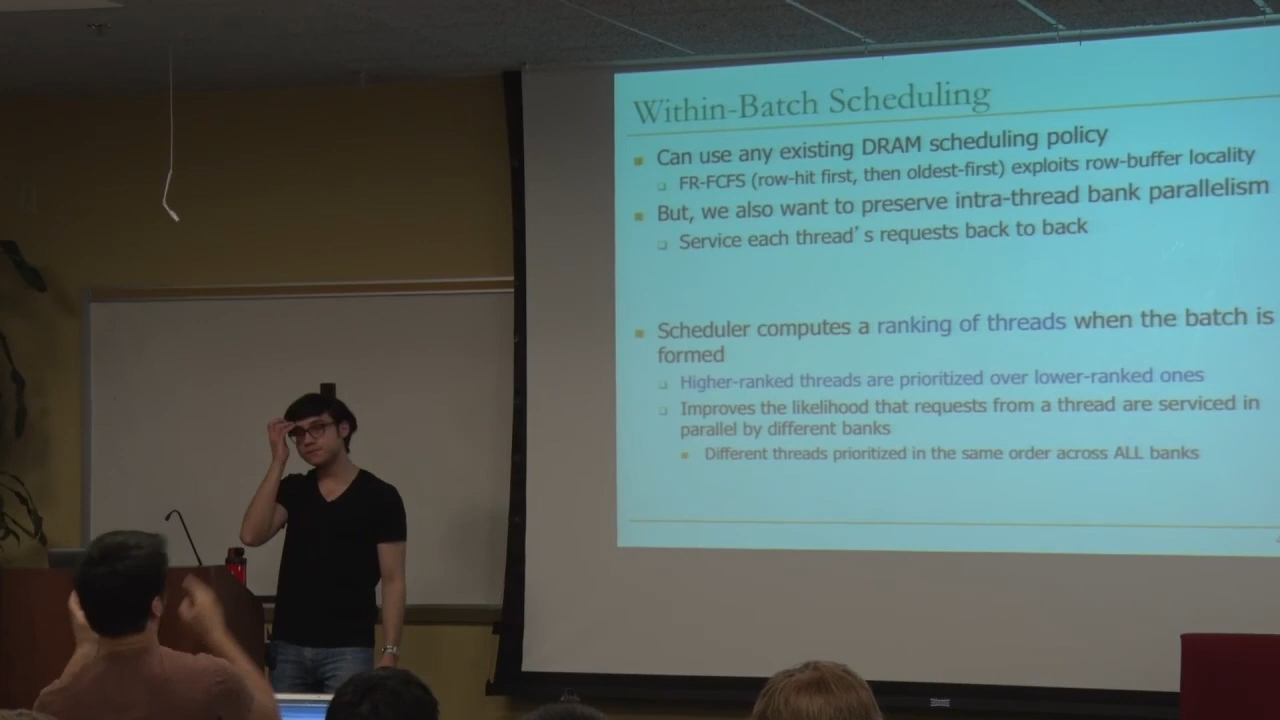 Within-Batch Scheduling
Can use any existing DRAM scheduling policy
FR-FCFS (row-hit first, then oldest-first) exploits row-buffer locality
But, we also want to preserve intra-thread bank parallelism
Service each thread's requests back to back
Scheduler computes a ranking of threads when the batch is
formed
Higher-ranked threads are prioritized over lower-ranked ones
Improves the likelihood that requests from a thread are serviced in
parallel by different banks
Different threads prioritized in the same order across ALL banks